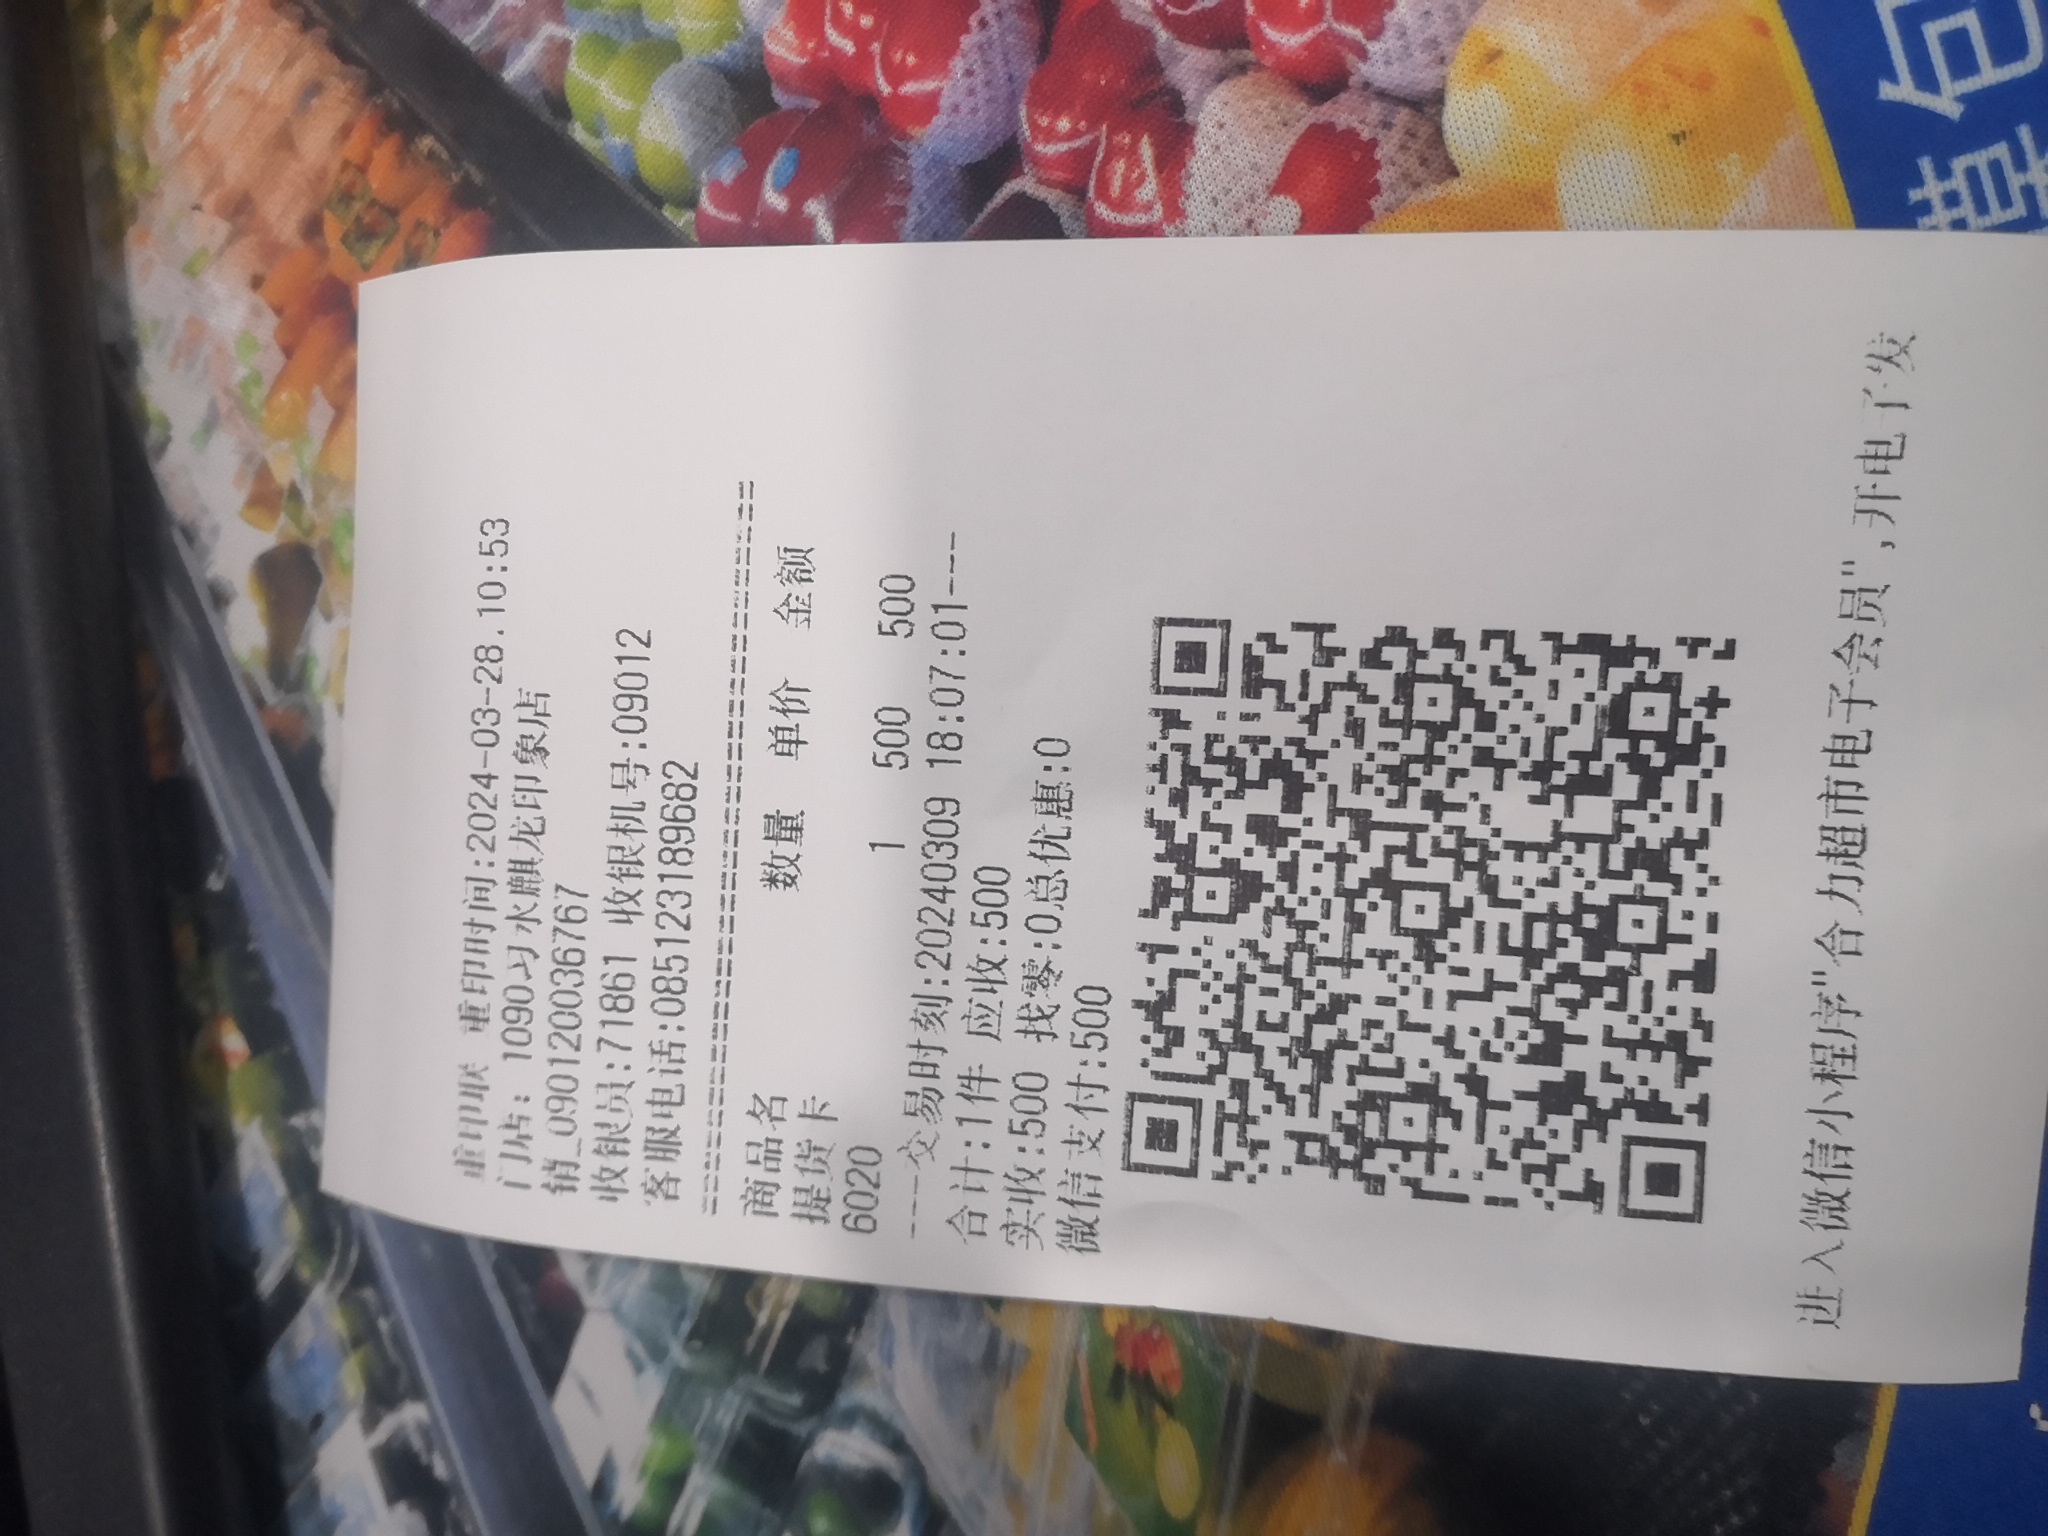 重印联 重印时间:2024-03-28.10:53
门店: 1090习水麒龙印象店
销_090120036767
收银员:71861 收银机号:09012
客服电话:085123189682
================================
商品名 数量 单价 金额
提货卡
6020 1 500 500
---交易时刻:20240309 18:07:01---
合计:1件 应收:500
实收:500 找零:0总优惠:0
微信支付:500
进入微信小程序"合力超市电子会员",开电子发